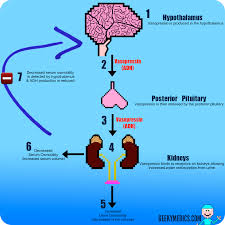 1
Hypothalamus
Vasopressin is produced in the hypothalamus
2
Vasopressin
(ADH)
7
Decreased serum osmolality
is detected by hypothalamus
& ADH production is reduced
Posterior Pituitary
Vasopressin is then released by the posterior pituitary
3
Vasopressin
(ADH)
6
Decreased
Serum Osmolality
(increased serum volume)
4
Kidneys
Vasopressin binds to receptors on kidneys allowing
increased water reabsorption from urine
5
Increased
Urine Osmolality
GEEKYMEDICS.COM